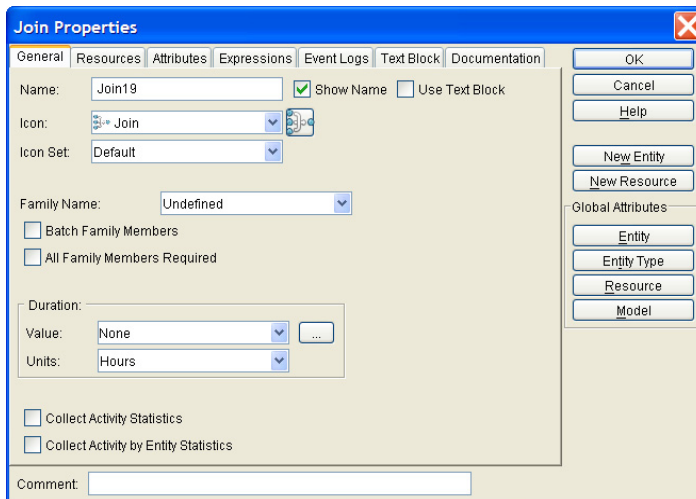 Join Properties
General Resources Attributes Expressions Event Logs Text Block Documentation
Name: Join19 Show Name Use Text Block
Icon: Join
Icon Set: Default
Family Name: Undefined
Batch Family Members
All Family Members Required
Duration:
Value: None ...
Units: Hours
Collect Activity Statistics
Collect Activity by Entity Statistics
Comment:
OK
Cancel
Help
New Entity
New Resource
Global Attributes
Entity
Entity Type
Resource
Model